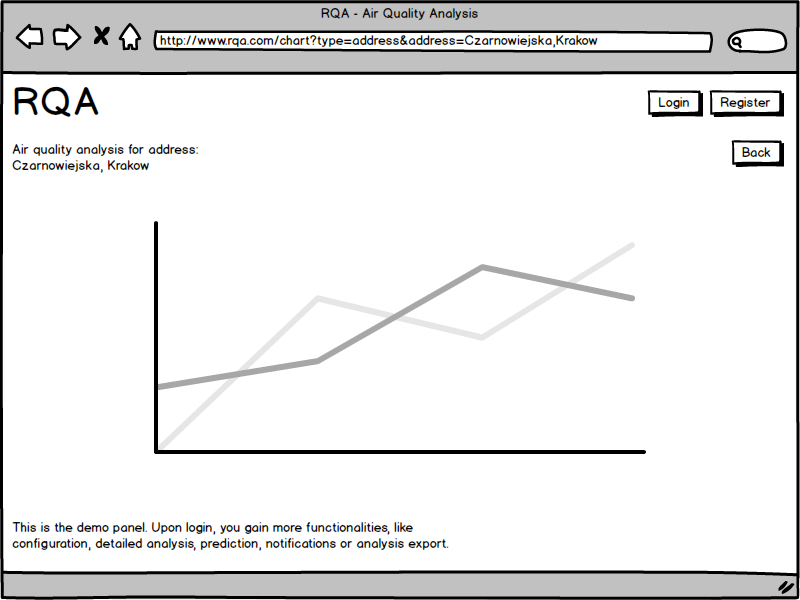 RQA - Air Quality Analysis
http://www.rqa.com/chart?type=address&address=Czarnowiejska,Krakow
RQA
Login
Register
Air quality analysis for address:
Czarnowiejska, Krakow
Back
This is the demo panel. Upon login, you gain more functionalities, like
configuration, detailed analysis, prediction, notifications or analysis export.